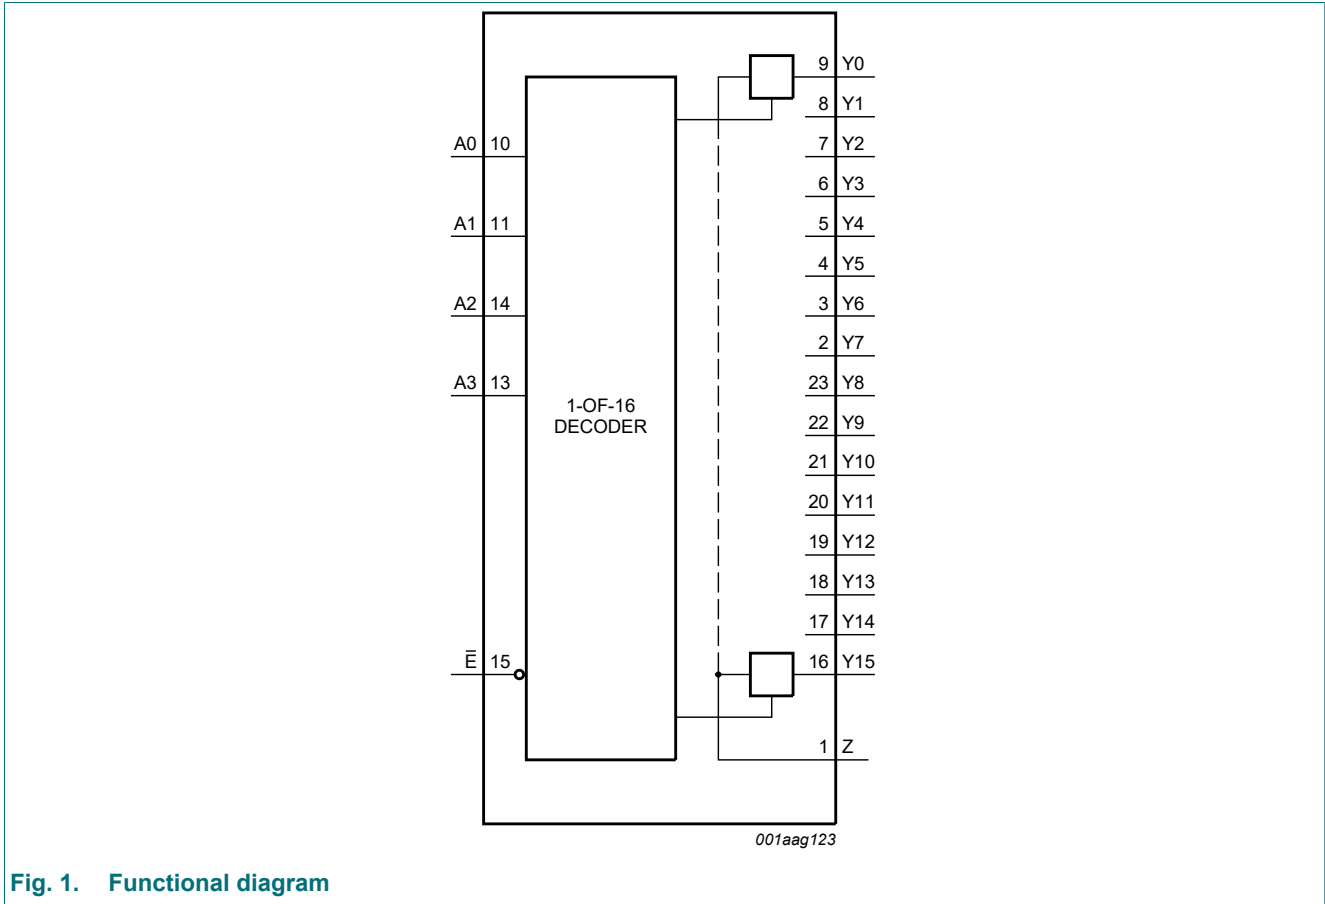 9 Y0
8 Y1
A0 10
7 Y2
6 Y3
A1 11
5 Y4
4 Y5
A2 14
3 Y6
2 Y7
A3 13
23 Y8
1-OF-16
DECODER
22 Y9
21 Y10
20 Y11
19 Y12
18 Y13
17 Y14
E̅ 15
16 Y15
1 Z
001aag123
Fig. 1. Functional diagram